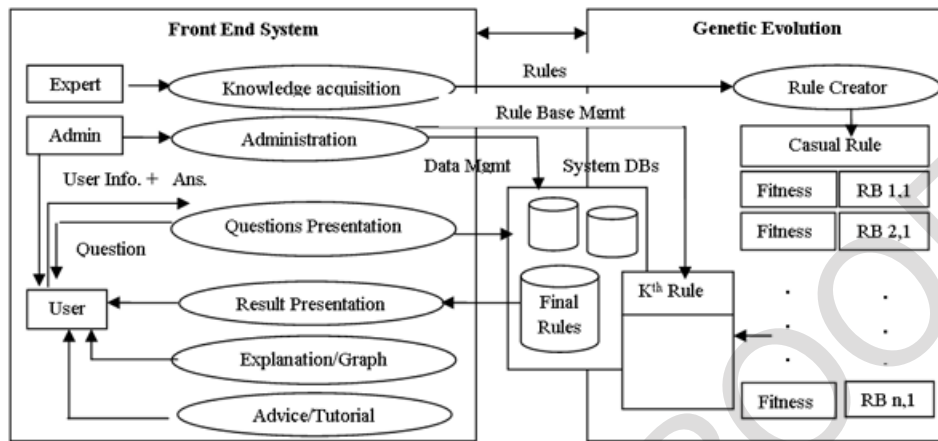 Front End System
Genetic Evolution
Expert
Knowledge acquisition
Rules
Rule Creator
Admin
Administration
Rule Base Mgmt
Casual Rule
User Info. + Ans.
Data Mgmt
System DBs
Fitness
RB 1,1
Questions Presentation
Fitness
RB 2,1
Question
User
Result Presentation
Final
Rules
Kth Rule
Explanation/Graph
Advice/Tutorial
Fitness
RB n,1